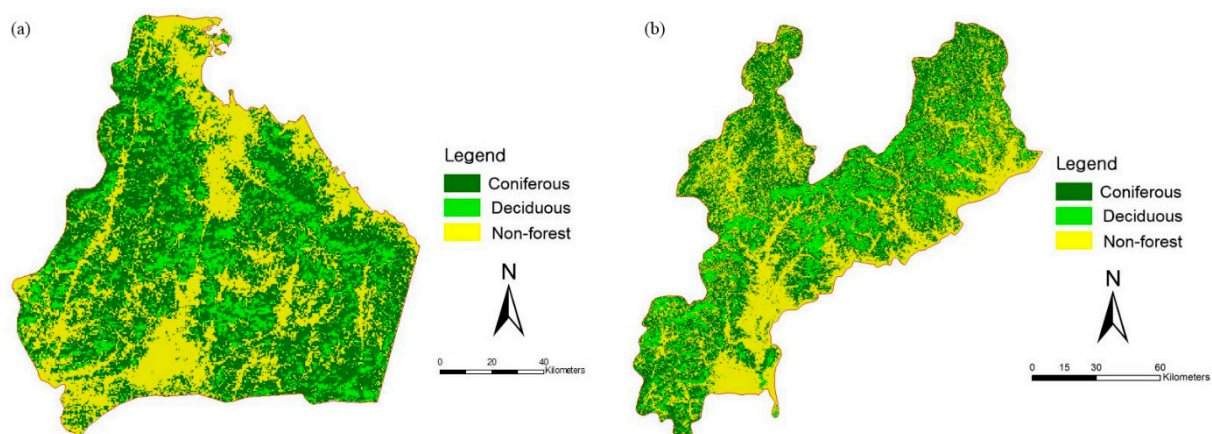 (a)
Legend
Coniferous
Deciduous
Non-forest
N
0 20 40
Kilometers
(b)
Legend
Coniferous
Deciduous
Non-forest
N
0 15 30 60
Kilometers